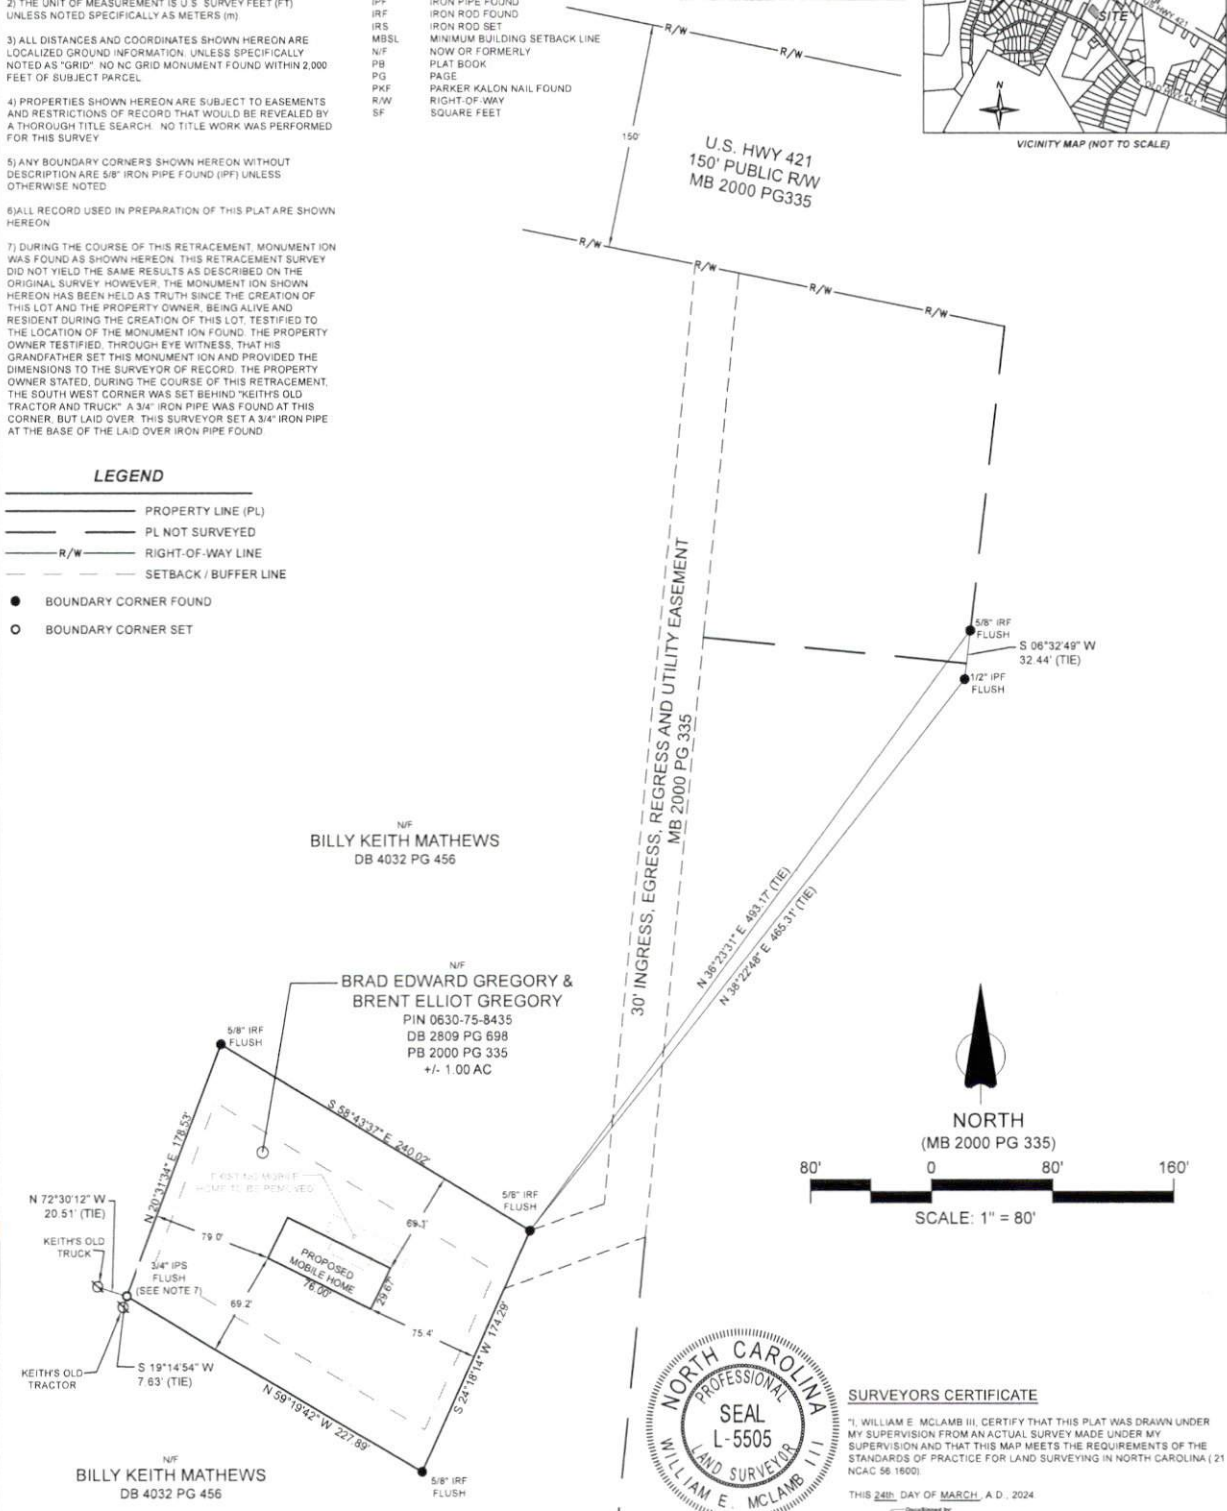 2) THE UNIT OF MEASUREMENT IS U.S. SURVEY FEET (FT)
UNLESS NOTED SPECIFICALLY AS METERS (m)
3) ALL DISTANCES AND COORDINATES SHOWN HEREON ARE
LOCALIZED GROUND INFORMATION. UNLESS SPECIFICALLY
NOTED AS "GRID". NO NC GRID MONUMENT FOUND WITHIN 2,000
FEET OF SUBJECT PARCEL
4) PROPERTIES SHOWN HEREON ARE SUBJECT TO EASEMENTS
AND RESTRICTIONS OF RECORD THAT WOULD BE REVEALED BY
A THOROUGH TITLE SEARCH. NO TITLE WORK WAS PERFORMED
FOR THIS SURVEY
5) ANY BOUNDARY CORNERS SHOWN HEREON WITHOUT
DESCRIPTION ARE 5/8" IRON PIPE FOUND (IPF) UNLESS
OTHERWISE NOTED
6)ALL RECORD USED IN PREPARATION OF THIS PLAT ARE SHOWN
HEREON
7) DURING THE COURSE OF THIS RETRACEMENT, MONUMENT ION
WAS FOUND AS SHOWN HEREON. THIS RETRACEMENT SURVEY
DID NOT YIELD THE SAME RESULTS AS DESCRIBED ON THE
ORIGINAL SURVEY. HOWEVER, THE MONUMENT ION SHOWN
HEREON HAS BEEN HELD AS TRUTH SINCE THE CREATION OF
THIS LOT AND THE PROPERTY OWNER, BEING ALIVE AND
RESIDENT DURING THE CREATION OF THIS LOT, TESTIFIED TO
THE LOCATION OF THE MONUMENT ION FOUND. THE PROPERTY
OWNER TESTIFIED, THROUGH EYE WITNESS, THAT HIS
GRANDFATHER SET THIS MONUMENT ION AND PROVIDED THE
DIMENSIONS TO THE SURVEYOR OF RECORD. THE PROPERTY
OWNER STATED, DURING THE COURSE OF THIS RETRACEMENT,
THE SOUTH WEST CORNER WAS SET BEHIND "KEITH'S OLD
TRACTOR AND TRUCK" A 3/4" IRON PIPE WAS FOUND AT THIS
CORNER, BUT LAID OVER. THIS SURVEYOR SET A 3/4" IRON PIPE
AT THE BASE OF THE LAID OVER IRON PIPE FOUND
IPF IRON PIPE FOUND
IRF IRON ROD FOUND
IRS IRON ROD SET
MBSL MINIMUM BUILDING SETBACK LINE
N/F NOW OR FORMERLY
PB PLAT BOOK
PG PAGE
PKF PARKER KALON NAIL FOUND
R/W RIGHT-OF-WAY
SF SQUARE FEET
SITE
US HWY 421
OLD HWY 421
N
VICINITY MAP (NOT TO SCALE)
R/W
R/W
150'
U.S. HWY 421
150' PUBLIC R/W
MB 2000 PG335
R/W
R/W
R/W
R/W
LEGEND
PROPERTY LINE (PL)
PL NOT SURVEYED
R/W RIGHT-OF-WAY LINE
SETBACK / BUFFER LINE
BOUNDARY CORNER FOUND
BOUNDARY CORNER SET
30' INGRESS, EGRESS, REGRESS AND UTILITY EASEMENT
MB 2000 PG 335
5/8" IRF
FLUSH
S 06°32'49" W
32.44' (TIE)
1/2" IPF
FLUSH
N/F
BILLY KEITH MATHEWS
DB 4032 PG 456
N 36°23'31" E 493.17' (TIE)
N 38°22'48" E 465.31' (TIE)
N/F
BRAD EDWARD GREGORY &
BRENT ELLIOT GREGORY
PIN 0630-75-8435
DB 2809 PG 698
PB 2000 PG 335
+/- 1.00 AC
5/8" IRF
FLUSH
S 58°43'37" E 240.02'
N 20°31'34" E 178.53'
EXISTING MOBILE
HOME TO BE REMOVED
5/8" IRF
FLUSH
N 72°30'12" W
20.51' (TIE)
KEITH'S OLD
TRUCK
3/4" IPS
FLUSH
(SEE NOTE 7)
79.0'
69.3'
PROPOSED
MOBILE HOME
76.00'
29.67'
69.2'
75.4'
S 24°18'14" W 174.29'
KEITH'S OLD
TRACTOR
S 19°14'54" W
7.63' (TIE)
N 59°19'42" W 227.89'
5/8" IRF
FLUSH
N/F
BILLY KEITH MATHEWS
DB 4032 PG 456
NORTH
(MB 2000 PG 335)
80' 0 80' 160'
SCALE: 1" = 80'
NORTH CAROLINA
PROFESSIONAL
SEAL
L-5505
LAND SURVEYOR
WILLIAM E. MCLAMB III
SURVEYORS CERTIFICATE
"I, WILLIAM E. MCLAMB III, CERTIFY THAT THIS PLAT WAS DRAWN UNDER
MY SUPERVISION FROM AN ACTUAL SURVEY MADE UNDER MY
SUPERVISION AND THAT THIS MAP MEETS THE REQUIREMENTS OF THE
STANDARDS OF PRACTICE FOR LAND SURVEYING IN NORTH CAROLINA ( 21
NCAC 56.1600).
THIS 24th DAY OF MARCH, A.D., 2024